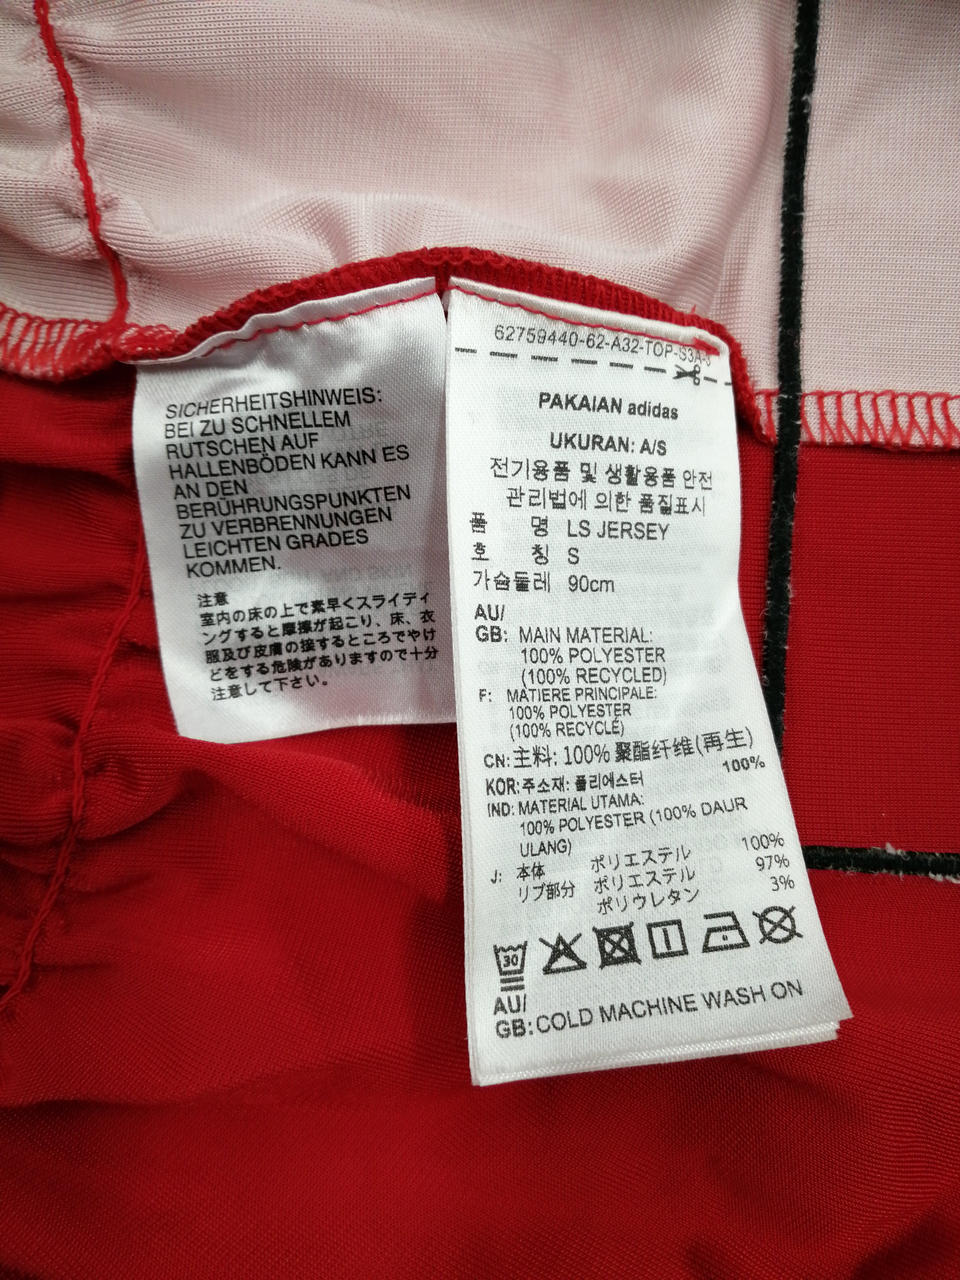 SICHERHEITSHINWEIS:
BEI ZU SCHNELLEM
RUTSCHEN AUF
HALLENBÖDEN KANN ES
AN DEN
BERÜHRUNGSPUNKTEN
ZU VERBRENNUNGEN
LEICHTEN GRADES
KOMMEN.
注意
室内の床の上で素早くスライディ
ングすると摩擦が起こり、床、衣
服及び皮膚の接するところでやけ
どをする危険がありますので十分
注意して下さい。
62759440-62-A32-TOP-S3A-3
PAKAIAN adidas
UKURAN: A/S
전기용품 및 생활용품 안전
관리법에 의한 품질표시
품 명 LS JERSEY
호 칭 S
가슴둘레 90cm
AU/
GB: MAIN MATERIAL:
100% POLYESTER
(100% RECYCLED)
F: MATIERE PRINCIPALE:
100% POLYESTER
(100% RECYCLÉ)
CN: 主料: 100% 聚酯纤维(再生)
KOR: 주소재: 폴리에스터 100%
IND: MATERIAL UTAMA:
100% POLYESTER (100% DAUR
ULANG)
J: 本体 ポリエステル 100%
リブ部分 ポリエステル 97%
ポリウレタン 3%
30
AU/
GB: COLD MACHINE WASH ON